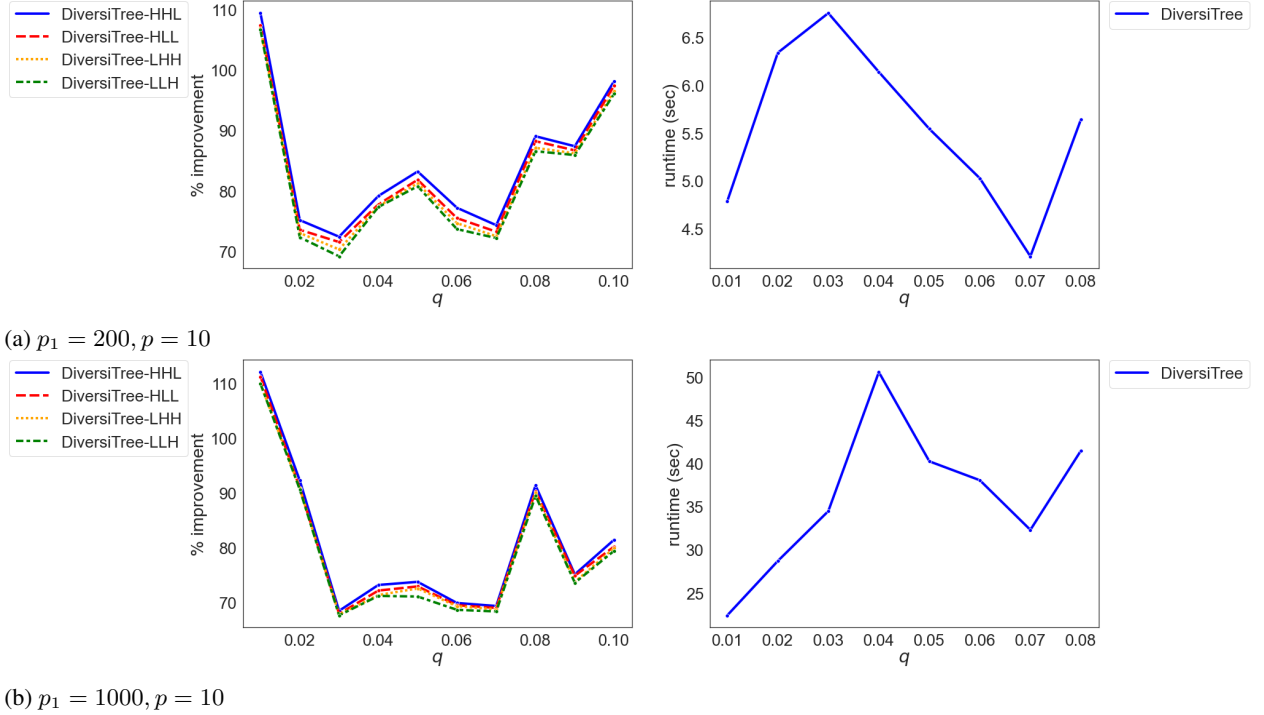 DiversiTree-HHL
DiversiTree-HLL
DiversiTree-LHH
DiversiTree-LLH
% improvement
110
100
90
80
70
0.02 0.04 0.06 0.08 0.10
q
runtime (sec)
6.5
6.0
5.5
5.0
4.5
0.01 0.02 0.03 0.04 0.05 0.06 0.07 0.08
q
DiversiTree
(a) p₁ = 200, p = 10
DiversiTree-HHL
DiversiTree-HLL
DiversiTree-LHH
DiversiTree-LLH
% improvement
110
100
90
80
70
0.02 0.04 0.06 0.08 0.10
q
runtime (sec)
50
45
40
35
30
25
0.01 0.02 0.03 0.04 0.05 0.06 0.07 0.08
q
DiversiTree
(b) p₁ = 1000, p = 10